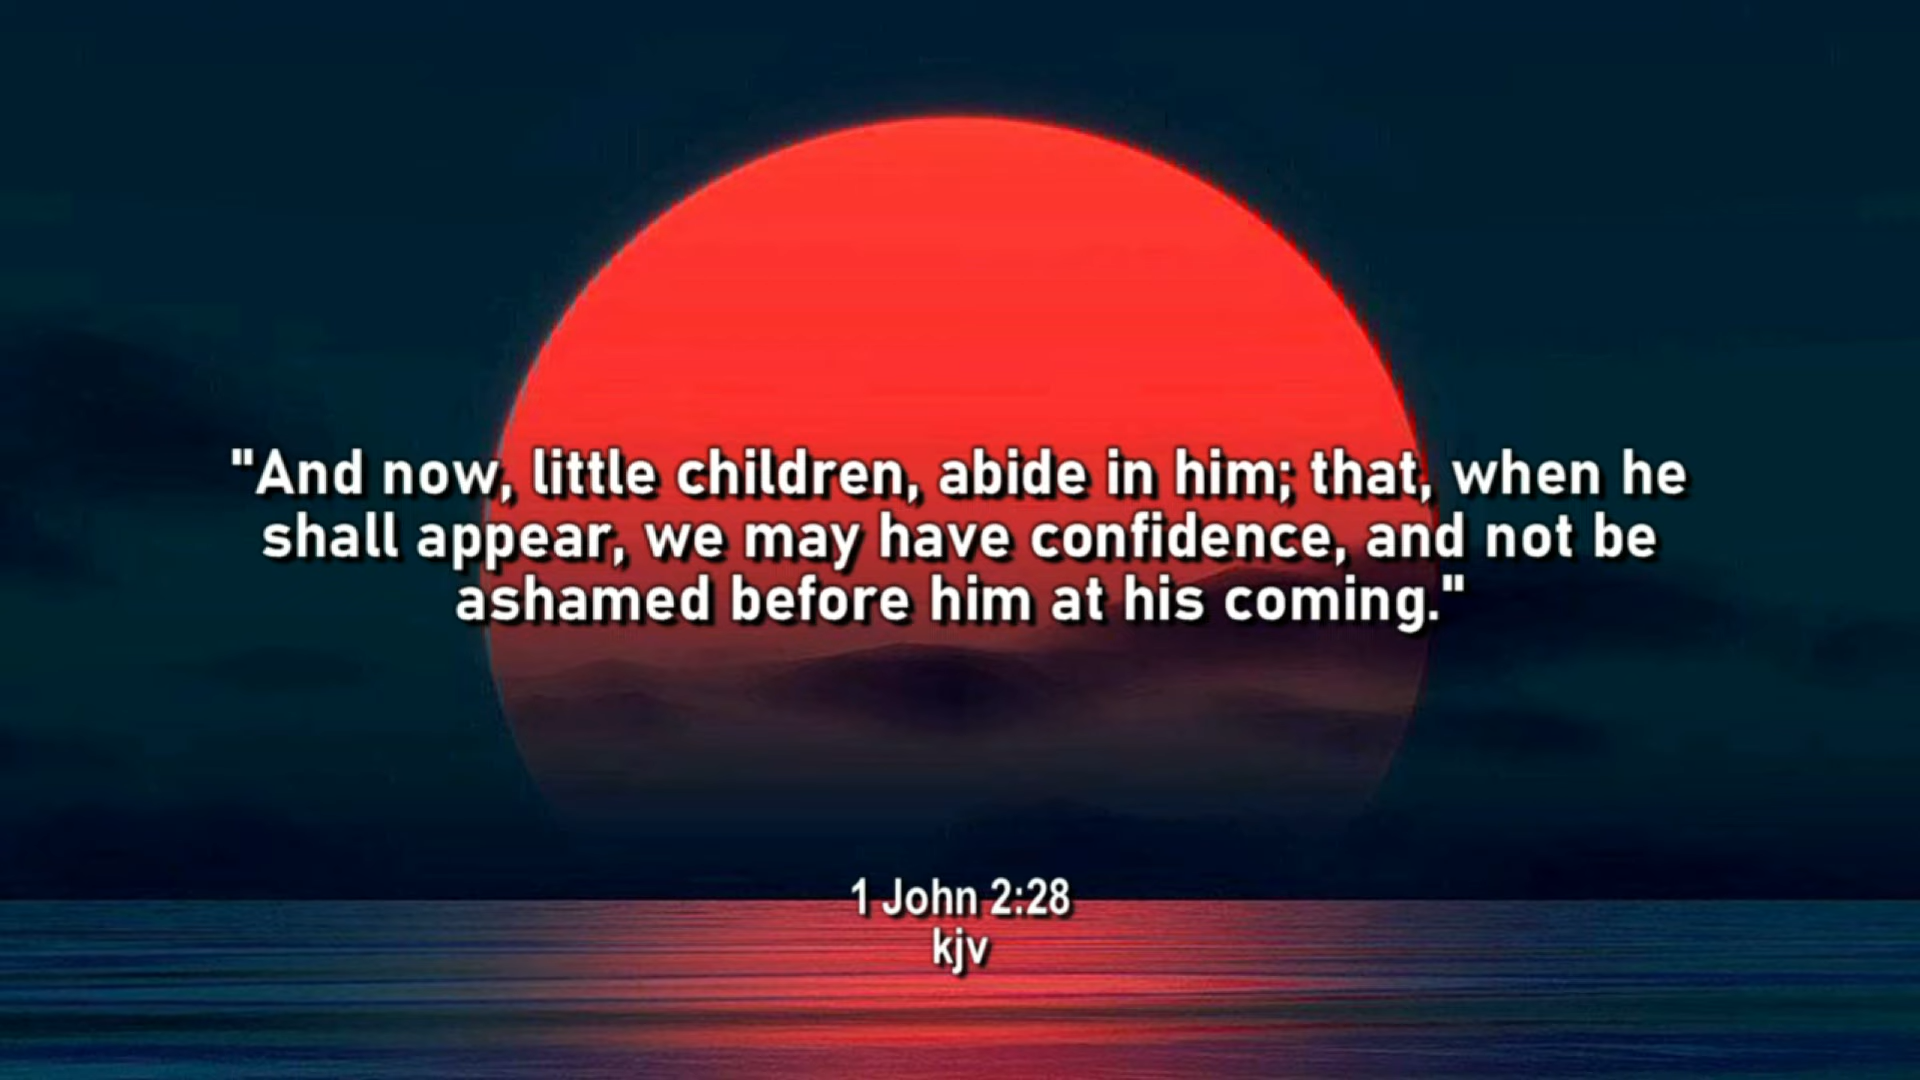 "And now, little children, abide in him; that, when he
shall appear, we may have confidence, and not be
ashamed before him at his coming."
1 John 2:28
kjv